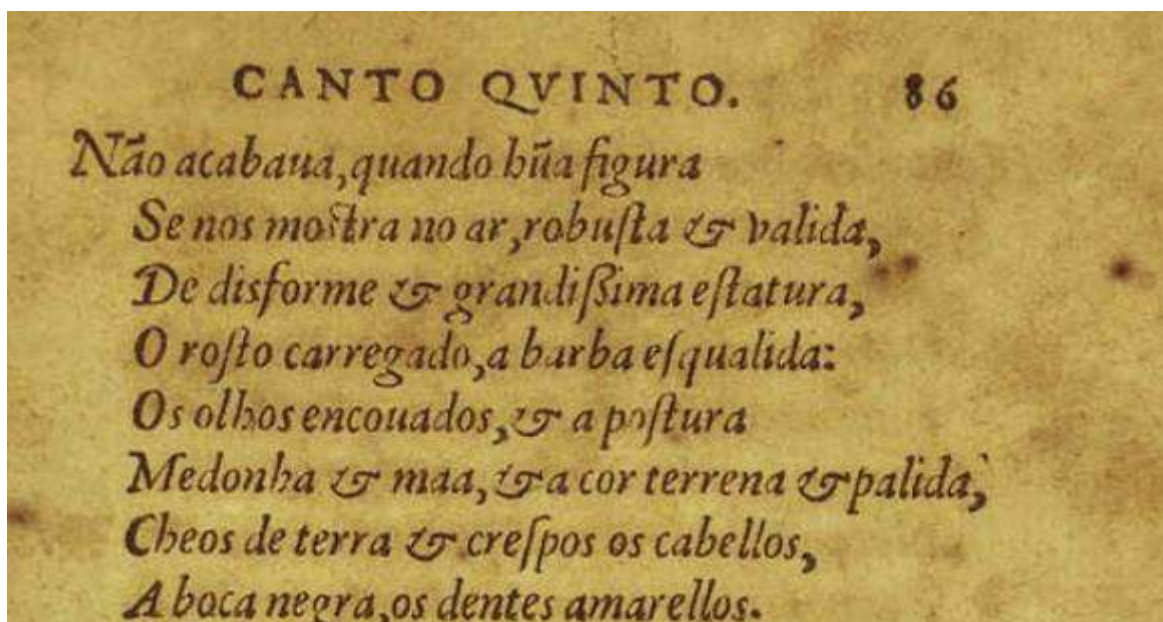 CANTO QVINTO. 86
Não acabaua, quando hũa figura
Se nos moſtra no ar, robuſta & valida,
De disforme & grandiſſima eſtatura,
O roſto carregado, a barba eſqualida:
Os olhos encouados, & a poſtura
Medonha & maa, & a cor terrena & palida,
Cheos de terra & creſpos os cabellos,
A boca negra, os dentes amarellos.